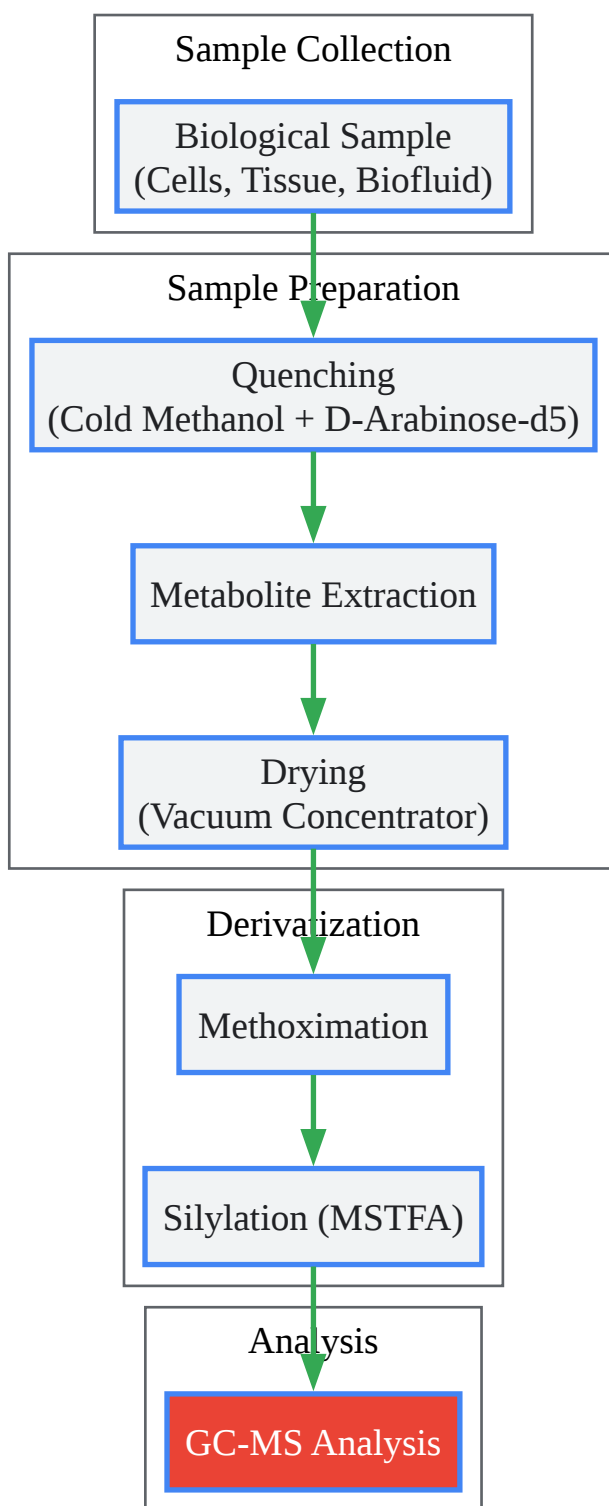 Sample Collection
Biological Sample
(Cells, Tissue, Biofluid)
Sample Preparation
Quenching
(Cold Methanol + D-Arabinose-d5)
Metabolite Extraction
Drying
(Vacuum Concentrator)
Derivatization
Methoximation
Silylation (MSTFA)
Analysis
GC-MS Analysis